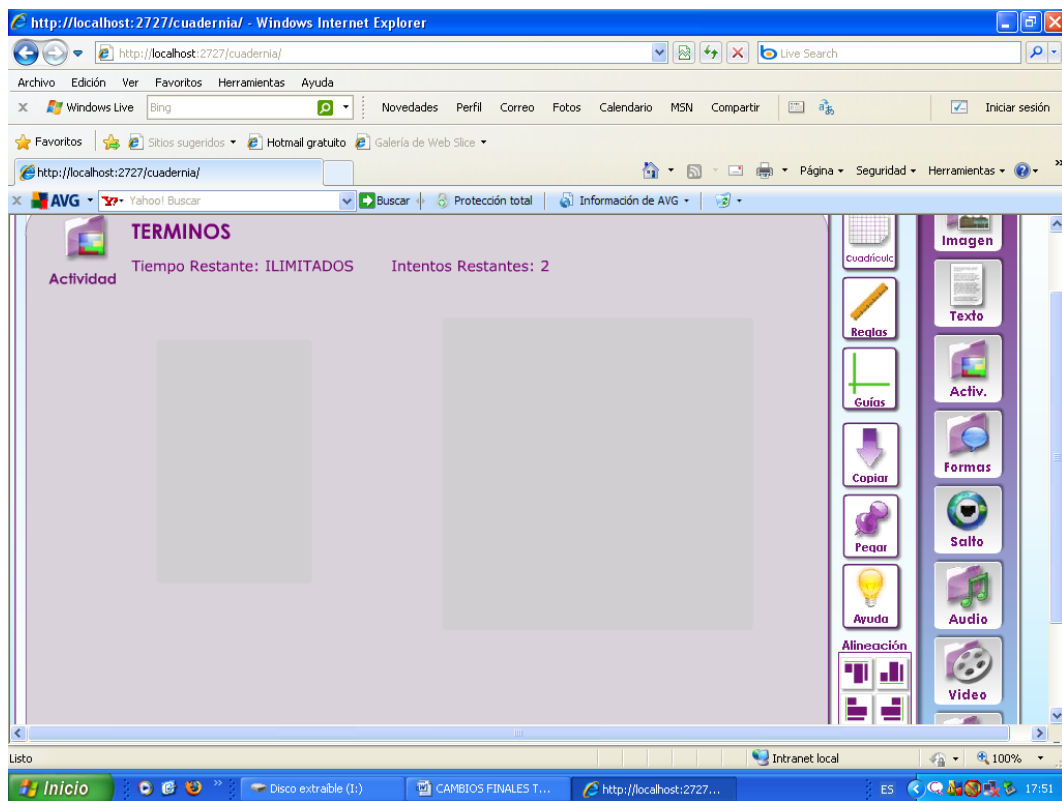 http://localhost:2727/cuadernia/ - Windows Internet Explorer
http://localhost:2727/cuadernia/
Live Search
Archivo Edición Ver Favoritos Herramientas Ayuda
x Windows Live Bing Novedades Perfil Correo Fotos Calendario MSN Compartir Iniciar sesión
Favoritos Sitios sugeridos Hotmail gratuito Galería de Web Slice
http://localhost:2727/cuadernia/ Página Seguridad Herramientas »
x AVG Yahoo! Buscar Buscar Protección total Información de AVG
TERMINOS
Tiempo Restante: ILIMITADOS Intentos Restantes: 2
Actividad
Cuadricula
Reglas
Guías
Copiar
Pegar
Ayuda
Alineación
Imagen
Texto
Activ.
Formas
Salto
Audio
Video
Listo Intranet local 100%
Inicio » Disco extraíble (I:) CAMBIOS FINALES T... http://localhost:2727... ES 17:51